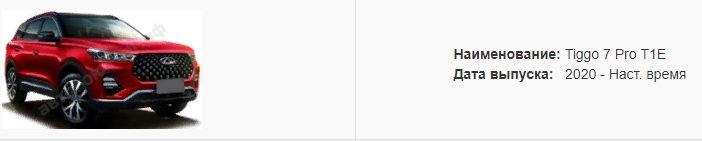 Наименование: Tiggo 7 Pro T1E
Дата выпуска: 2020 - Наст. время